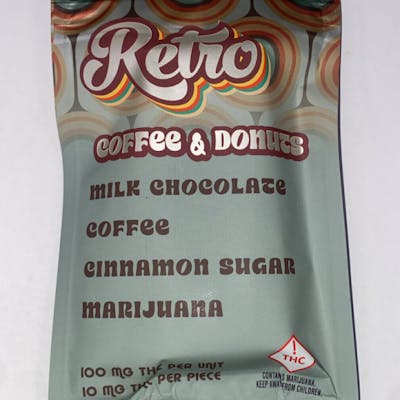 Retro
COFFEE & DONUTS
MILK CHOCOLATE
COFFEE
CINNAMON SUGAR
MARIJUANA
100 MG THC PER UNIT
10 MG THC PER PIECE
!
THC
CONTAINS MARIJUANA.
KEEP AWAY FROM CHILDREN.